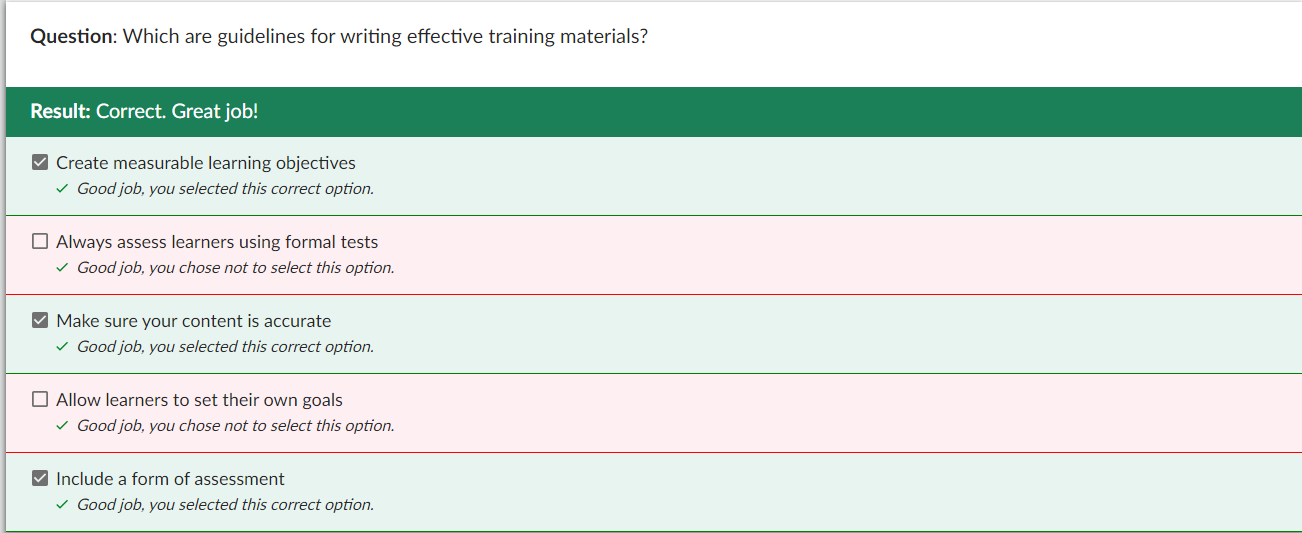 Question: Which are guidelines for writing effective training materials?
Result: Correct. Great job!
Create measurable learning objectives
Good job, you selected this correct option.
Always assess learners using formal tests
Good job, you chose not to select this option.
Make sure your content is accurate
Good job, you selected this correct option.
Allow learners to set their own goals
Good job, you chose not to select this option.
Include a form of assessment
Good job, you selected this correct option.